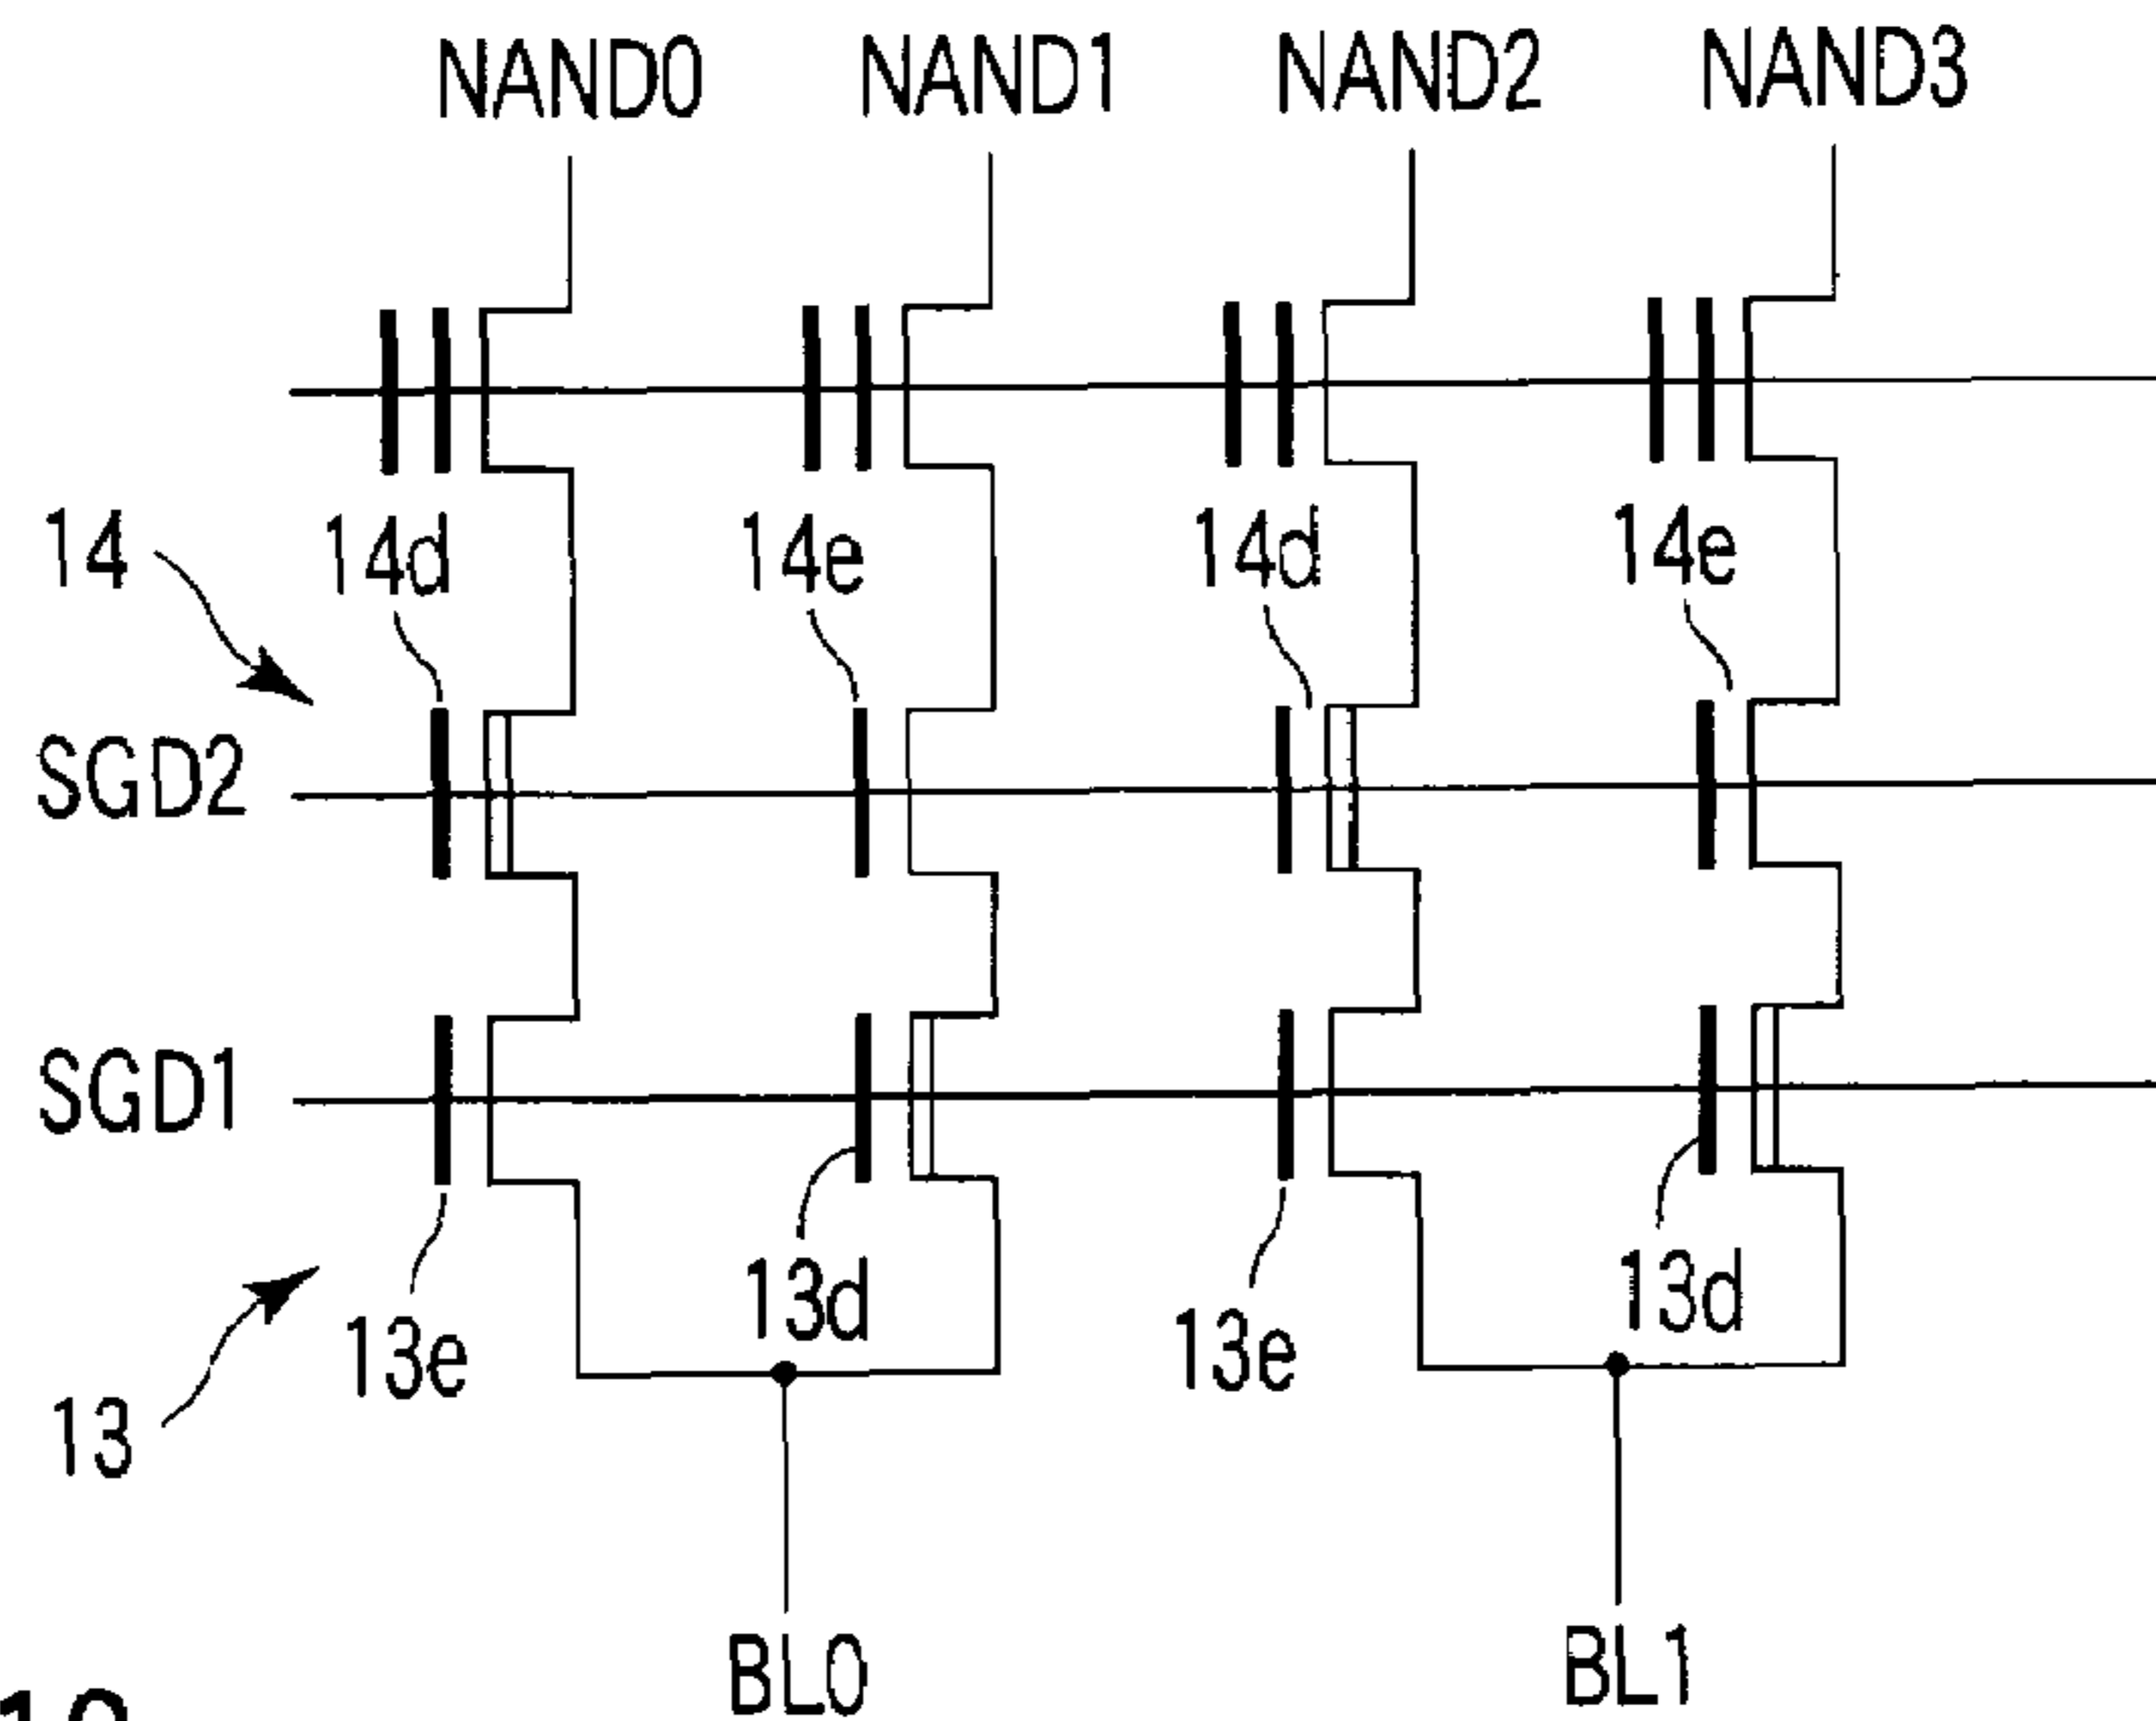 NAND0 NAND1 NAND2 NAND3
14 14d 14e 14d 14e
SGD2
SGD1
13e 13d 13e 13d
13
BL0 BL1